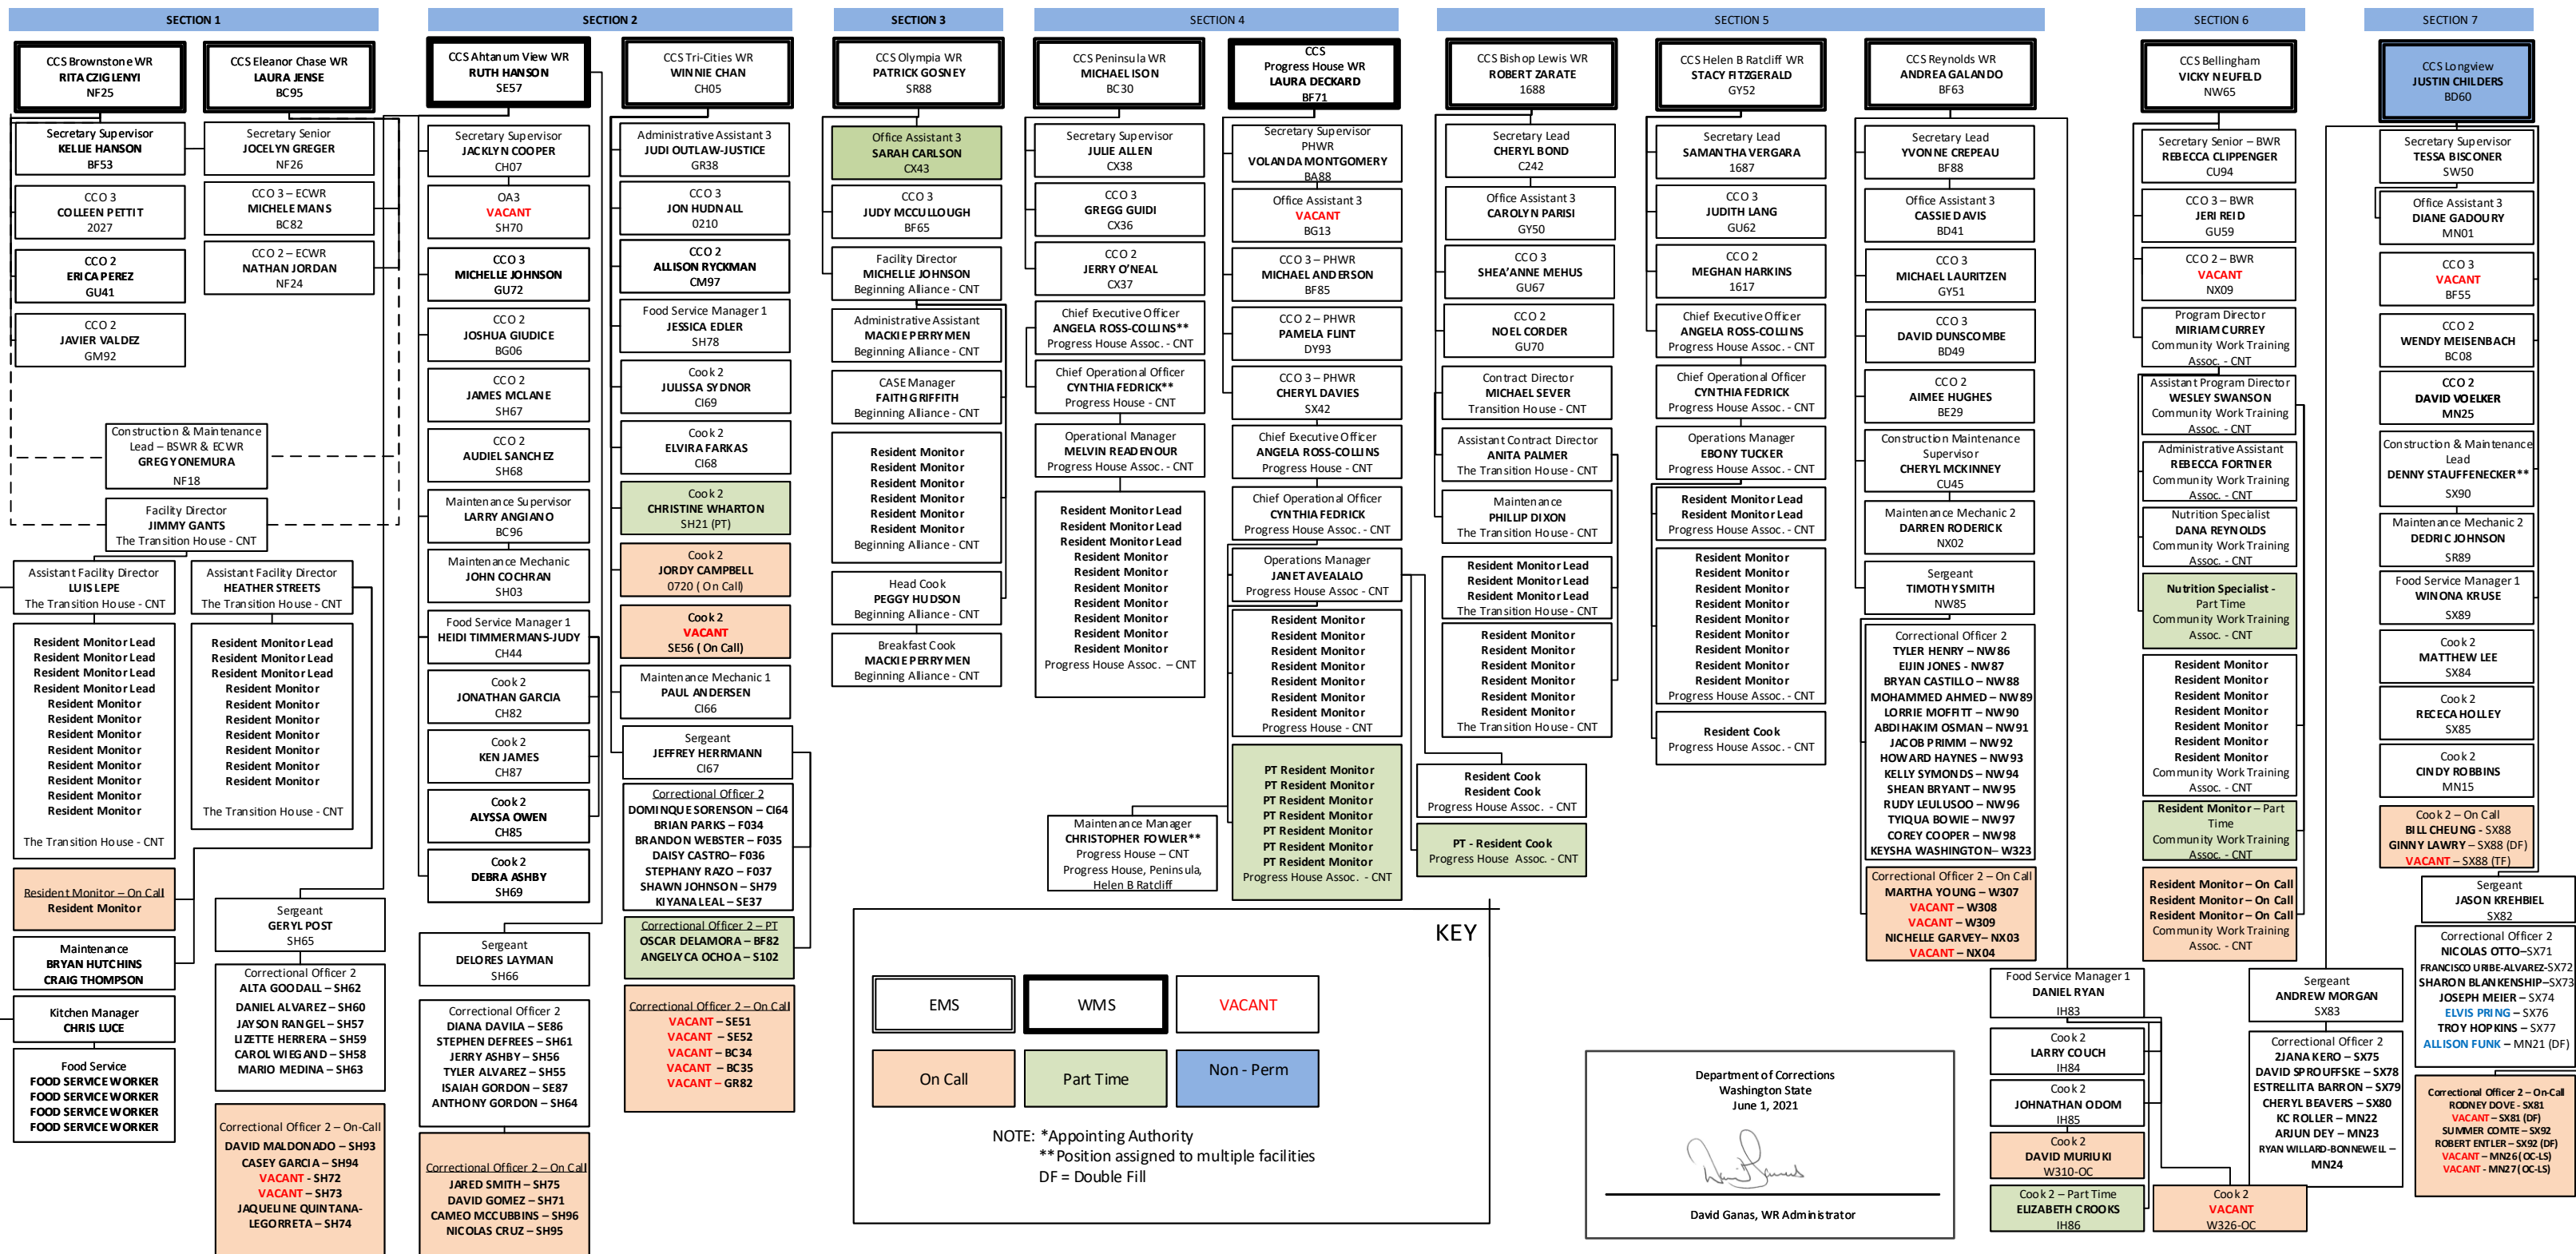 SECTION 1
CCS Brownstone WR
RITA CZIGLENYI
NF25
CCS Eleanor Chase WR
LAURA JENSE
BC95
Secretary Supervisor
KELLIE HANSON
BF53
Secretary Senior
JOCELYN GREGER
NF26
CCO 3
COLLEEN PETTIT
2027
CCO 3 – ECWR
MICHELE MANS
BC82
CCO 2
ERICA PEREZ
GU41
CCO 2 – ECWR
NATHAN JORDAN
NF24
CCO 2
JAVIER VALDEZ
GM92
Construction & Maintenance
Lead – BSWR & ECWR
GREG YONEMURA
NF18
Facility Director
JIMMY GANTS
The Transition House - CNT
Assistant Facility Director
LUIS LEPE
The Transition House - CNT
Assistant Facility Director
HEATHER STREETS
The Transition House - CNT
Resident Monitor Lead
Resident Monitor Lead
Resident Monitor Lead
Resident Monitor Lead
Resident Monitor
Resident Monitor
Resident Monitor
Resident Monitor
Resident Monitor
Resident Monitor
Resident Monitor
Resident Monitor
The Transition House - CNT
Resident Monitor Lead
Resident Monitor Lead
Resident Monitor Lead
Resident Monitor
Resident Monitor
Resident Monitor
Resident Monitor
Resident Monitor
Resident Monitor
Resident Monitor
The Transition House - CNT
Resident Monitor – On Call
Resident Monitor
Maintenance
BRYAN HUTCHINS
CRAIG THOMPSON
Kitchen Manager
CHRIS LUCE
Food Service
FOOD SERVICE WORKER
FOOD SERVICE WORKER
FOOD SERVICE WORKER
FOOD SERVICE WORKER
SECTION 2
CCS Ahtanum View WR
RUTH HANSON
SE57
CCS Tri-Cities WR
WINNIE CHAN
CH05
Secretary Supervisor
JACKLYN COOPER
CH07
OA3
VACANT
SH70
CCO 3
MICHELLE JOHNSON
GU72
CCO 2
JOSHUA GIUDICE
BG06
CCO 2
JAMES MCLANE
SH67
CCO 2
AUDIEL SANCHEZ
SH68
Maintenance Supervisor
LARRY ANGIANO
BC96
Maintenance Mechanic
JOHN COCHRAN
SH03
Food Service Manager 1
HEIDI TIMMERMANS-JUDY
CH44
Cook 2
JONATHAN GARCIA
CH82
Cook 2
KEN JAMES
CH87
Cook 2
ALYSSA OWEN
CH85
Cook 2
DEBRA ASHBY
SH69
Sergeant
GERYL POST
SH65
Correctional Officer 2
ALTA GOODALL – SH62
DANIEL ALVAREZ – SH60
JAYSON RANGEL – SH57
LIZETTE HERRERA – SH59
CAROL WIEGAND – SH58
MARIO MEDINA – SH63
Correctional Officer 2 – On-Call
DAVID MALDONADO – SH93
CASEY GARCIA – SH94
VACANT - SH72
VACANT – SH73
JAQUELINE QUINTANA-
LEGORRETA – SH74
Sergeant
DELORES LAYMAN
SH66
Correctional Officer 2
DIANA DAVILA – SE86
STEPHEN DEFREES – SH61
JERRY ASHBY – SH56
TYLER ALVAREZ – SH55
ISAIAH GORDON – SE87
ANTHONY GORDON – SH64
Correctional Officer 2 – On Call
JARED SMITH – SH75
DAVID GOMEZ – SH71
CAMEO MCCUBBINS – SH96
NICOLAS CRUZ – SH95
Administrative Assistant 3
JUDI OUTLAW-JUSTICE
GR38
CCO 3
JON HUDNALL
0210
CCO 2
ALLISON RYCKMAN
CM97
Food Service Manager 1
JESSICA EDLER
SH78
Cook 2
JULISSA SYDNOR
CI69
Cook 2
ELVIRA FARKAS
CI68
Cook 2
CHRISTINE WHARTON
SH21 (PT)
Cook 2
JORDY CAMPBELL
0720 ( On Call)
Cook 2
VACANT
SE56 ( On Call)
Maintenance Mechanic 1
PAUL ANDERSEN
CI66
Sergeant
JEFFREY HERRMANN
CI67
Correctional Officer 2
DOMINQUE SORENSON – CI64
BRIAN PARKS – F034
BRANDON WEBSTER – F035
DAISY CASTRO – F036
STEPHANY RAZO – F037
SHAWN JOHNSON – SH79
KIYANA LEAL – SE37
Correctional Officer 2 – PT
OSCAR DELAMORA – BF82
ANGELYCA OCHOA – S102
Correctional Officer 2 – On Call
VACANT – SE51
VACANT – SE52
VACANT – BC34
VACANT – BC35
VACANT – GR82
SECTION 3
CCS Olympia WR
PATRICK GOSNEY
SR88
Office Assistant 3
SARAH CARLSON
CX43
CCO 3
JUDY MCCULLOUGH
BF65
Facility Director
MICHELLE JOHNSON
Beginning Alliance - CNT
Administrative Assistant
MACKIE PERRYMEN
Beginning Alliance - CNT
CASE Manager
FAITH GRIFFITH
Beginning Alliance - CNT
Resident Monitor
Resident Monitor
Resident Monitor
Resident Monitor
Resident Monitor
Resident Monitor
Beginning Alliance - CNT
Head Cook
PEGGY HUDSON
Beginning Alliance - CNT
Breakfast Cook
MACKIE PERRYMEN
Beginning Alliance - CNT
SECTION 4
CCS Peninsula WR
MICHAEL ISON
BC30
CCS
Progress House WR
LAURA DECKARD
BF71
Secretary Supervisor
JULIE ALLEN
CX38
CCO 3
GREGG GUIDI
CX36
CCO 2
JERRY O'NEAL
CX37
Chief Executive Officer
ANGELA ROSS-COLLINS**
Progress House Assoc. - CNT
Chief Operational Officer
CYNTHIA FEDRICK**
Progress House - CNT
Operational Manager
MELVIN READENOUR
Progress House Assoc. - CNT
Resident Monitor Lead
Resident Monitor Lead
Resident Monitor Lead
Resident Monitor
Resident Monitor
Resident Monitor
Resident Monitor
Resident Monitor
Resident Monitor
Resident Monitor
Progress House Assoc. – CNT
Maintenance Manager
CHRISTOPHER FOWLER**
Progress House – CNT
Progress House, Peninsula,
Helen B Ratcliff
Secretary Supervisor
PHWR
VOLANDA MONTGOMERY
BA88
Office Assistant 3
VACANT
BG13
CCO 3 – PHWR
MICHAEL ANDERSON
BF85
CCO 2 – PHWR
PAMELA FLINT
DY93
CCO 3 – PHWR
CHERYL DAVIES
SX42
Chief Executive Officer
ANGELA ROSS-COLLINS
Progress House - CNT
Chief Operational Officer
CYNTHIA FEDRICK
Progress House Assoc. - CNT
Operations Manager
JANET AVEALALO
Progress House Assoc - CNT
Resident Monitor
Resident Monitor
Resident Monitor
Resident Monitor
Resident Monitor
Resident Monitor
Resident Monitor
Progress House - CNT
PT Resident Monitor
PT Resident Monitor
PT Resident Monitor
PT Resident Monitor
PT Resident Monitor
PT Resident Monitor
PT Resident Monitor
Progress House Assoc. - CNT
Resident Cook
Resident Cook
Progress House Assoc. - CNT
PT - Resident Cook
Progress House Assoc. - CNT
SECTION 5
CCS Bishop Lewis WR
ROBERT ZARATE
1688
CCS Helen B Ratcliff WR
STACY FITZGERALD
GY52
CCS Reynolds WR
ANDREA GALANDO
BF63
Secretary Lead
CHERYL BOND
C242
Office Assistant 3
CAROLYN PARISI
GY50
CCO 3
SHEA'ANNE MEHUS
GU67
CCO 2
NOEL CORDER
GU70
Contract Director
MICHAEL SEVER
Transition House - CNT
Assistant Contract Director
ANITA PALMER
The Transition House - CNT
Maintenance
PHILLIP DIXON
The Transition House - CNT
Resident Monitor Lead
Resident Monitor Lead
Resident Monitor Lead
The Transition House - CNT
Resident Monitor
Resident Monitor
Resident Monitor
Resident Monitor
Resident Monitor
Resident Monitor
The Transition House - CNT
Secretary Lead
SAMANTHA VERGARA
1687
CCO 3
JUDITH LANG
GU62
CCO 2
MEGHAN HARKINS
1617
Chief Executive Officer
ANGELA ROSS-COLLINS
Progress House Assoc. - CNT
Chief Operational Officer
CYNTHIA FEDRICK
Progress House Assoc. - CNT
Operations Manager
EBONY TUCKER
Progress House Assoc. - CNT
Resident Monitor Lead
Resident Monitor Lead
Progress House Assoc. - CNT
Resident Monitor
Resident Monitor
Resident Monitor
Resident Monitor
Resident Monitor
Resident Monitor
Resident Monitor
Resident Monitor
Resident Monitor
Progress House Assoc. - CNT
Resident Cook
Progress House Assoc. - CNT
Secretary Lead
YVONNE CREPEAU
BF88
Office Assistant 3
CASSIE DAVIS
BD41
CCO 3
MICHAEL LAURITZEN
GY51
CCO 3
DAVID DUNSCOMBE
BD49
CCO 2
AIMEE HUGHES
BE29
Construction Maintenance
Supervisor
CHERYL MCKINNEY
CU45
Maintenance Mechanic 2
DARREN RODERICK
NX02
Sergeant
TIMOTHY SMITH
NW85
Correctional Officer 2
TYLER HENRY – NW86
EIJIN JONES - NW87
BRYAN CASTILLO – NW88
MOHAMMED AHMED – NW89
LORRIE MOFFITT – NW90
ABDIHAKIM OSMAN – NW91
JACOB PRIMM – NW92
HOWARD HAYNES – NW93
KELLY SYMONDS – NW94
SHEAN BRYANT – NW95
RUDY LEULUSOO – NW96
TYIQUA BOWIE – NW97
COREY COOPER – NW98
KEYSHA WASHINGTON– W323
Correctional Officer 2 – On Call
MARTHA YOUNG – W307
VACANT – W308
VACANT – W309
NICHELLE GARVEY– NX03
VACANT – NX04
Food Service Manager 1
DANIEL RYAN
IH83
Cook 2
LARRY COUCH
IH84
Cook 2
JOHNATHAN ODOM
IH85
Cook 2
DAVID MURIUKI
W310-OC
Cook 2 – Part Time
ELIZABETH CROOKS
IH86
Cook 2
VACANT
W326-OC
SECTION 6
CCS Bellingham
VICKY NEUFELD
NW65
Secretary Senior – BWR
REBECCA CLIPPENGER
CU94
CCO 3 – BWR
JERI REID
GU59
CCO 2 – BWR
VACANT
NX09
Program Director
MIRIAM CURREY
Community Work Training
Assoc. - CNT
Assistant Program Director
WESLEY SWANSON
Community Work Training
Assoc. - CNT
Administrative Assistant
REBECCA FORTNER
Community Work Training
Assoc. - CNT
Nutrition Specialist
DANA REYNOLDS
Community Work Training
Assoc. - CNT
Nutrition Specialist -
Part Time
Community Work Training
Assoc. - CNT
Resident Monitor
Resident Monitor
Resident Monitor
Resident Monitor
Resident Monitor
Resident Monitor
Resident Monitor
Community Work Training
Assoc. - CNT
Resident Monitor – Part
Time
Community Work Training
Assoc. - CNT
Resident Monitor – On Call
Resident Monitor – On Call
Resident Monitor – On Call
Community Work Training
Assoc. - CNT
SECTION 7
CCS Longview
JUSTIN CHILDERS
BD60
Secretary Supervisor
TESSA BISCONER
SW50
Office Assistant 3
DIANE GADOURY
MN01
CCO 3
VACANT
BF55
CCO 2
WENDY MEISENBACH
BC08
CCO 2
DAVID VOELKER
MN25
Construction & Maintenance
Lead
DENNY STAUFFENECKER**
SX90
Maintenance Mechanic 2
DEDRIC JOHNSON
SR89
Food Service Manager 1
WINONA KRUSE
SX89
Cook 2
MATTHEW LEE
SX84
Cook 2
RECECA HOLLEY
SX85
Cook 2
CINDY ROBBINS
MN15
Cook 2 – On Call
BILL CHEUNG - SX88
GINNY LAWRY – SX88 (DF)
VACANT – SX88 (TF)
Sergeant
JASON KREHBIEL
SX82
Correctional Officer 2
NICOLAS OTTO–SX71
FRANCISCO URIBE-ALVAREZ-SX72
SHARON BLANKENSHIP–SX73
JOSEPH MEIER – SX74
ELVIS PRING – SX76
TROY HOPKINS – SX77
ALLISON FUNK – MN21 (DF)
Correctional Officer 2 – On-Call
RODNEY DOVE - SX81
VACANT – SX81 (DF)
SUMMER COMTE – SX92
ROBERT ENTLER – SX92 (DF)
VACANT – MN26 (OC-LS)
VACANT - MN27 (OC-LS)
Sergeant
ANDREW MORGAN
SX83
Correctional Officer 2
2JANA KERO – SX75
DAVID SPROUFFSKE – SX78
ESTRELLITA BARRON – SX79
CHERYL BEAVERS – SX80
KC ROLLER – MN22
ARJUN DEY – MN23
RYAN WILLARD-BONNEWELL –
MN24
KEY
EMS
WMS
VACANT
On Call
Part Time
Non - Perm
NOTE: *Appointing Authority
**Position assigned to multiple facilities
DF = Double Fill
Department of Corrections
Washington State
June 1, 2021
David Ganas, WR Administrator